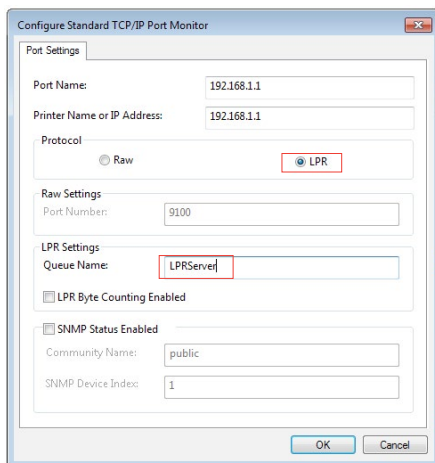 Configure Standard TCP/IP Port Monitor
Port Settings
Port Name: 192.168.1.1
Printer Name or IP Address: 192.168.1.1
Protocol
Raw LPR
Raw Settings
Port Number: 9100
LPR Settings
Queue Name: LPRServer
LPR Byte Counting Enabled
SNMP Status Enabled
Community Name: public
SNMP Device Index: 1
OK Cancel